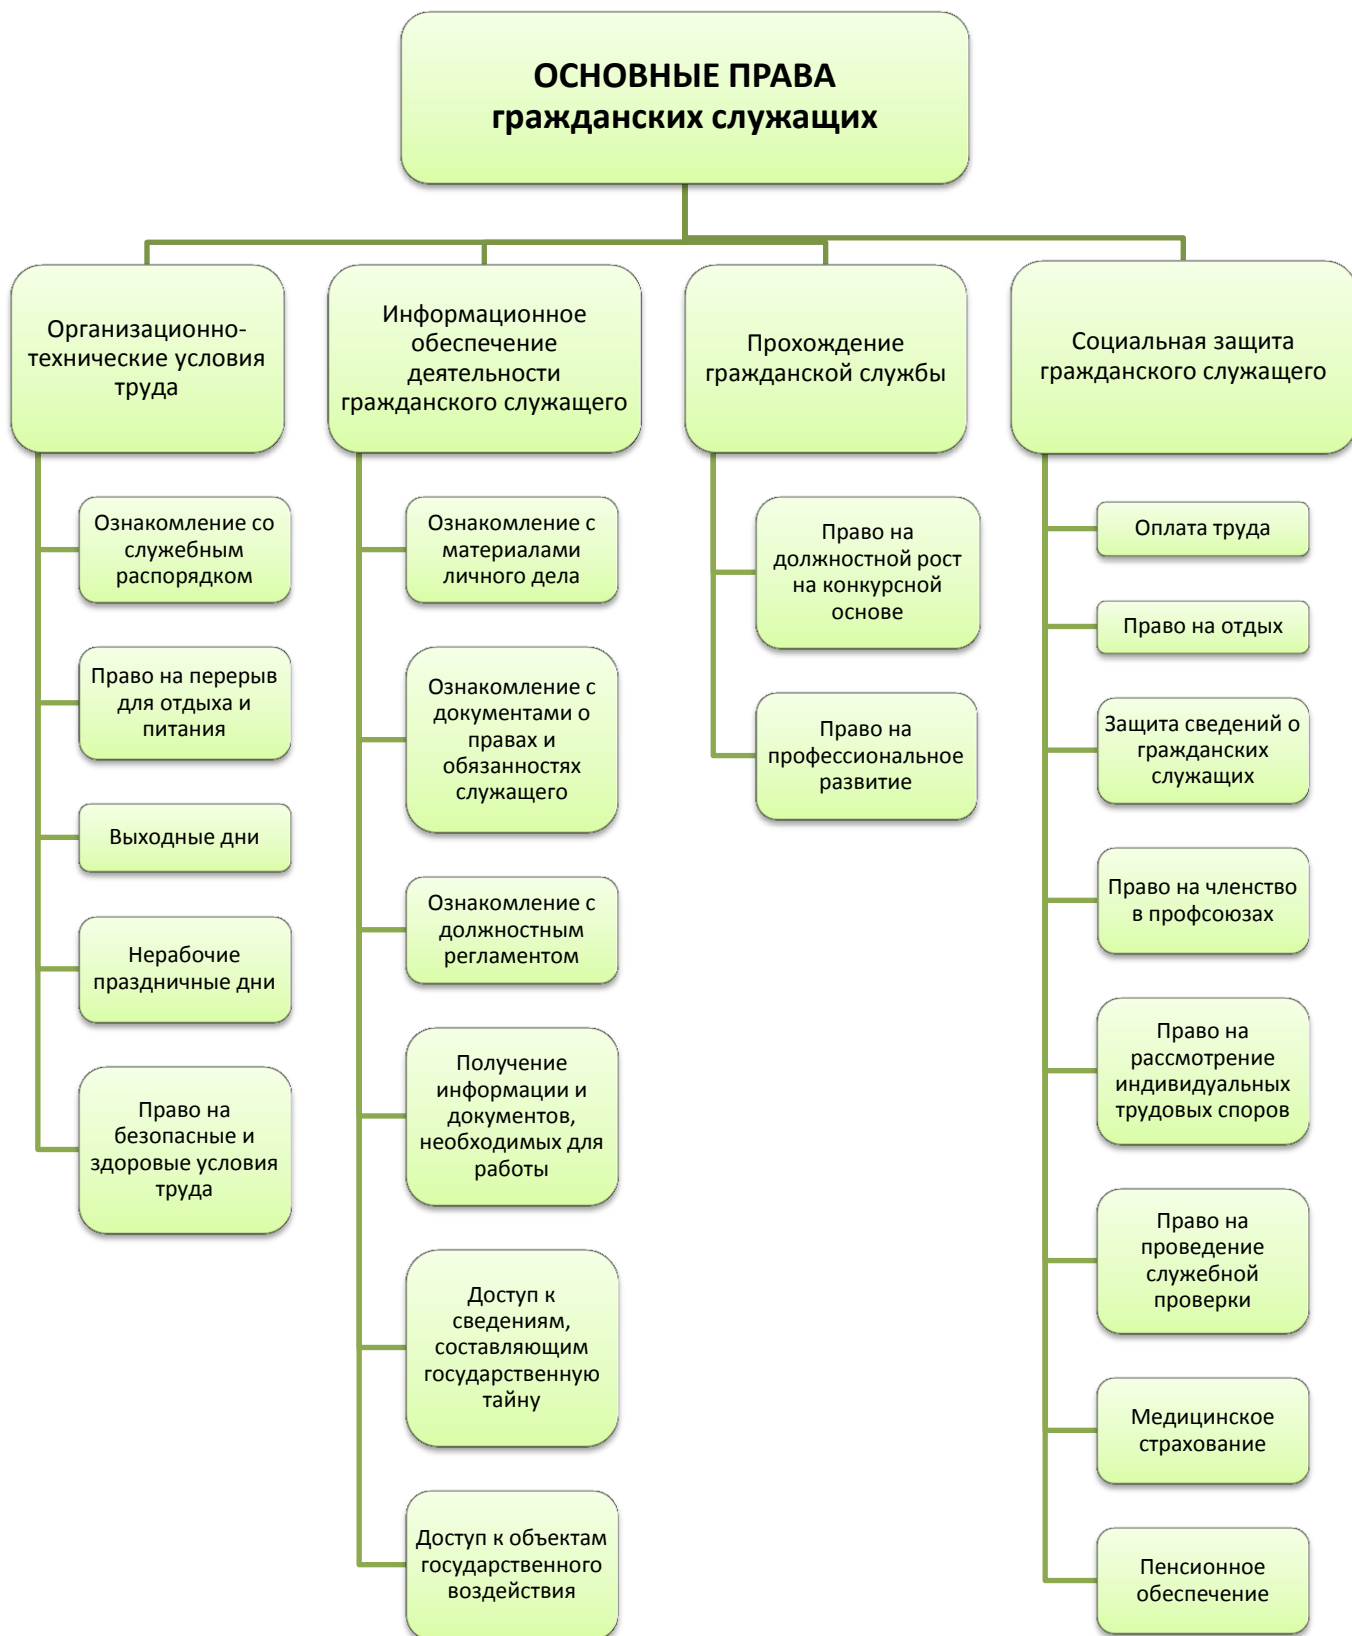 ОСНОВНЫЕ ПРАВА
гражданских служащих
Организационно-
технические условия
труда
Ознакомление со
служебным
распорядком
Право на перерыв
для отдыха и
питания
Выходные дни
Нерабочие
праздничные дни
Право на
безопасные и
здоровые условия
труда
Информационное
обеспечение
деятельности
гражданского служащего
Ознакомление с
материалами
личного дела
Ознакомление с
документами о
правах и
обязанностях
служащего
Ознакомление с
должностным
регламентом
Получение
информации и
документов,
необходимых для
работы
Доступ к
сведениям,
составляющим
государственную
тайну
Доступ к объектам
государственного
воздействия
Прохождение
гражданской службы
Право на
должностной рост
на конкурсной
основе
Право на
профессиональное
развитие
Социальная защита
гражданского служащего
Оплата труда
Право на отдых
Защита сведений о
гражданских
служащих
Право на членство
в профсоюзах
Право на
рассмотрение
индивидуальных
трудовых споров
Право на
проведение
служебной
проверки
Медицинское
страхование
Пенсионное
обеспечение